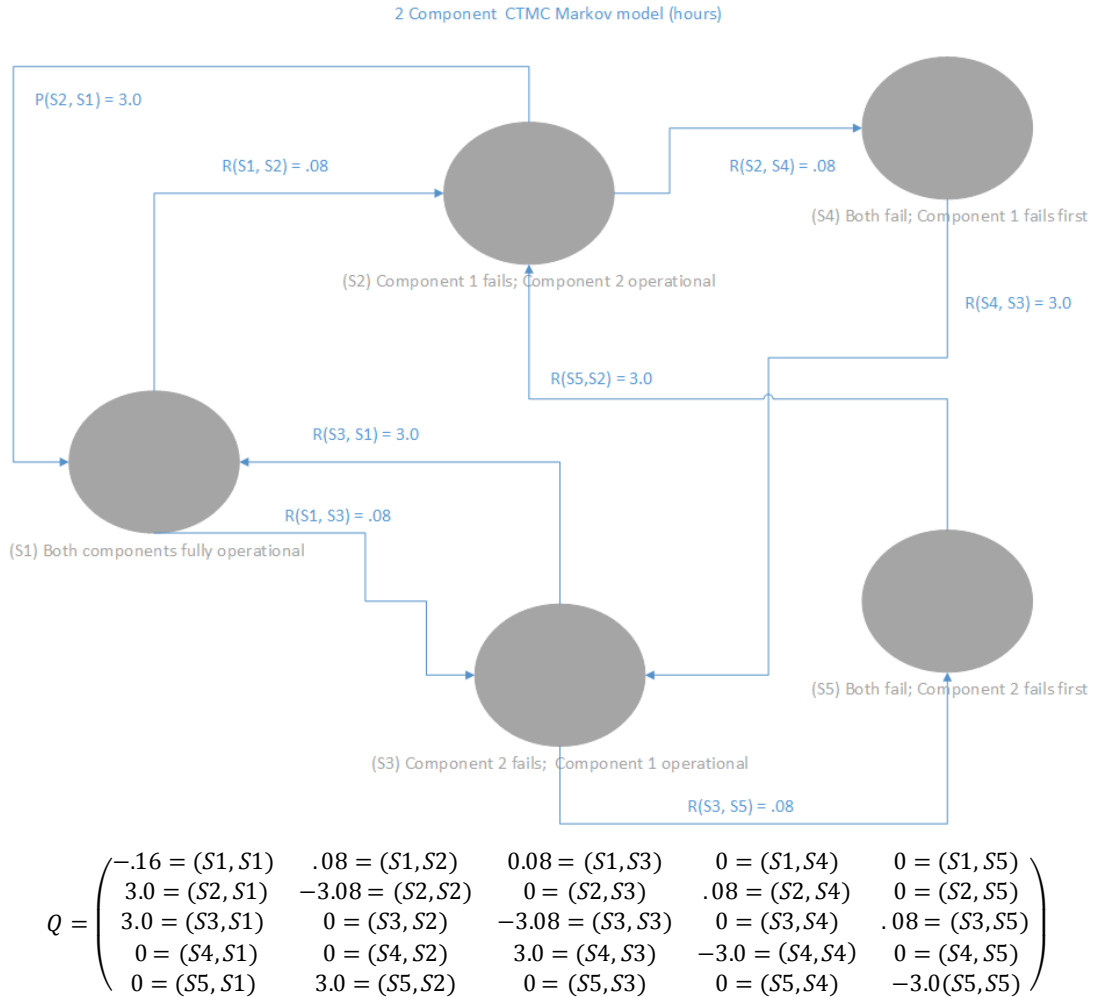 2 Component CTMC Markov model (hours)
P(S2, S1) = 3.0
R(S1, S2) = .08
R(S2, S4) = .08
(S4) Both fail; Component 1 fails first
(S2) Component 1 fails; Component 2 operational
R(S4, S3) = 3.0
R(S5,S2) = 3.0
R(S3, S1) = 3.0
R(S1, S3) = .08
(S1) Both components fully operational
(S5) Both fail; Component 2 fails first
(S3) Component 2 fails; Component 1 operational
R(S3, S5) = .08
−.16 = (S1, S1) .08 = (S1, S2) 0.08 = (S1, S3) 0 = (S1, S4) 0 = (S1, S5)
3.0 = (S2, S1) −3.08 = (S2, S2) 0 = (S2, S3) .08 = (S2, S4) 0 = (S2, S5)
Q = 3.0 = (S3, S1) 0 = (S3, S2) −3.08 = (S3, S3) 0 = (S3, S4) .08 = (S3, S5)
0 = (S4, S1) 0 = (S4, S2) 3.0 = (S4, S3) −3.0 = (S4, S4) 0 = (S4, S5)
0 = (S5, S1) 3.0 = (S5, S2) 0 = (S5, S3) 0 = (S5, S4) −3.0(S5, S5)